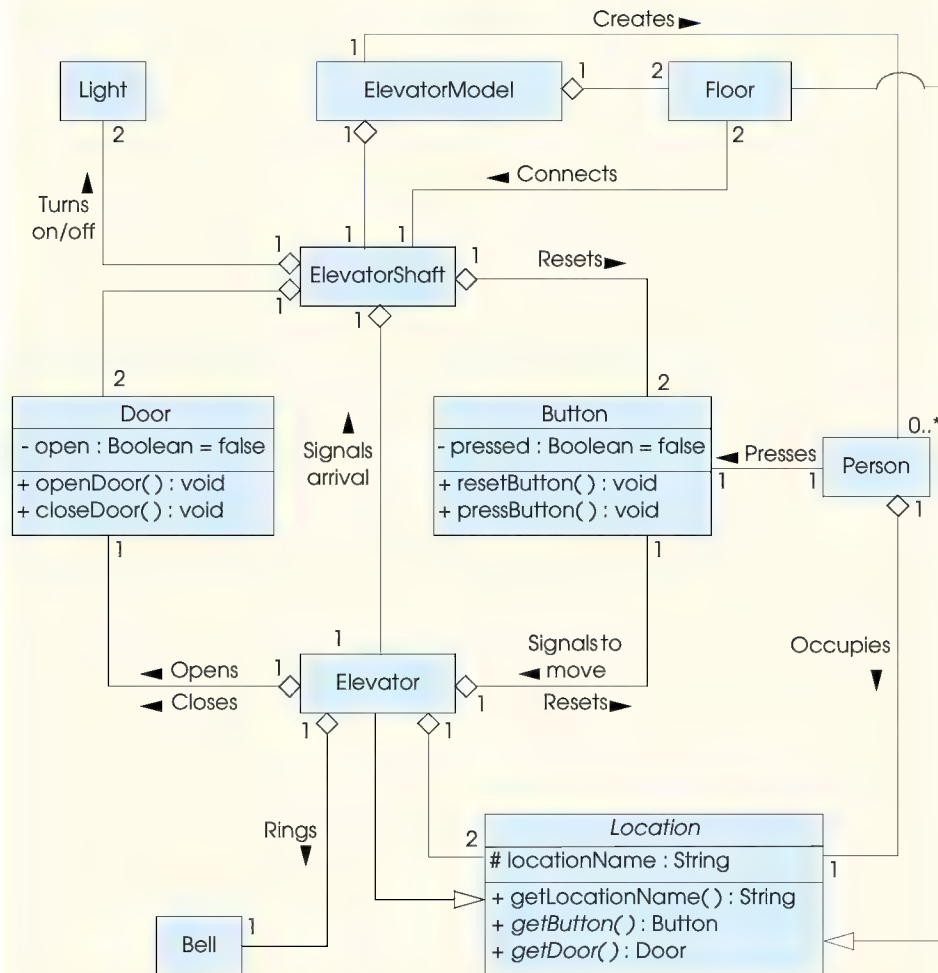 Creates
1
Light
ElevatorModel
1
2
Floor
2
1
2
Connects
Turns
on/off
1
1
1
1
Resets
ElevatorShaft
1
1
2
2
Door
- open : Boolean = false
+ openDoor( ) : void
+ closeDoor( ) : void
Signals
arrival
Button
- pressed : Boolean = false
+ resetButton( ) : void
+ pressButton( ) : void
0..*
Presses
1
1
Person
1
1
1
Occupies
1
Signals to
move
Opens
1
Elevator
Closes
1
Resets
1
1
Rings
Location
2
# locationName : String
1
+ getLocationName( ) : String
+ getButton( ) : Button
+ getDoor( ) : Door
1
Bell